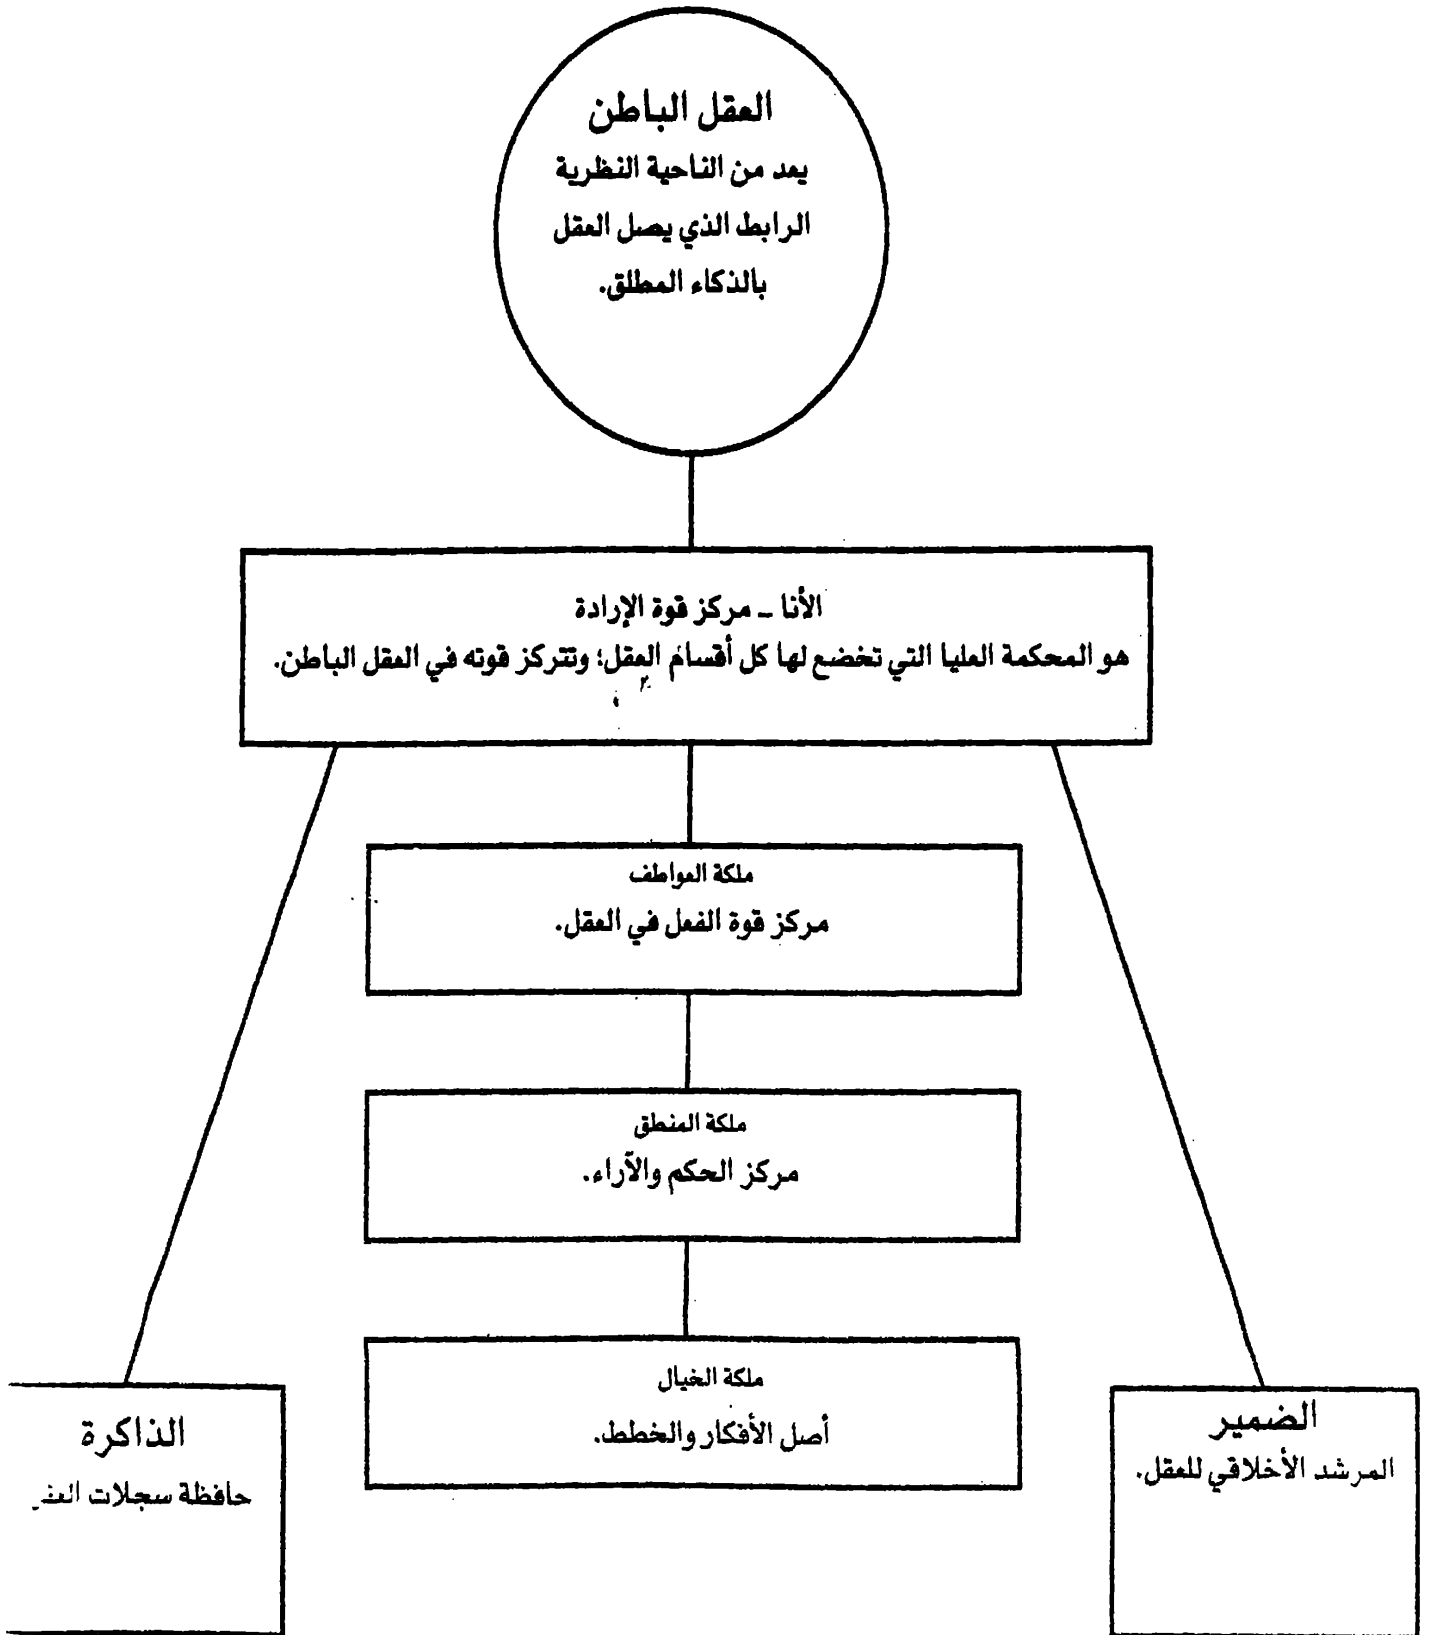 العقل الباطن
يعد من الناحية النظرية
الرابط الذي يصل العقل
بالذكاء المطلق.
الأنا ـ مركز قوة الإرادة
هو المحكمة العليا التي تخضع لها كل أقسام العقل؛ وتتركز قوته في العقل الباطن.
ملكة العواطف
مركز قوة الفعل في العقل.
ملكة المنطق
مركز الحكم والآراء.
ملكة الخيال
أصل الأفكار والخطط.
الضمير
المرشد الأخلاقي للعقل.
الذاكرة
حافظة سجلات